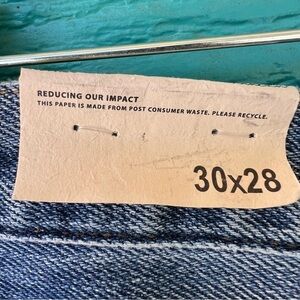 REDUCING OUR IMPACT
THIS PAPER IS MADE FROM POST CONSUMER WASTE. PLEASE RECYCLE.
30x28